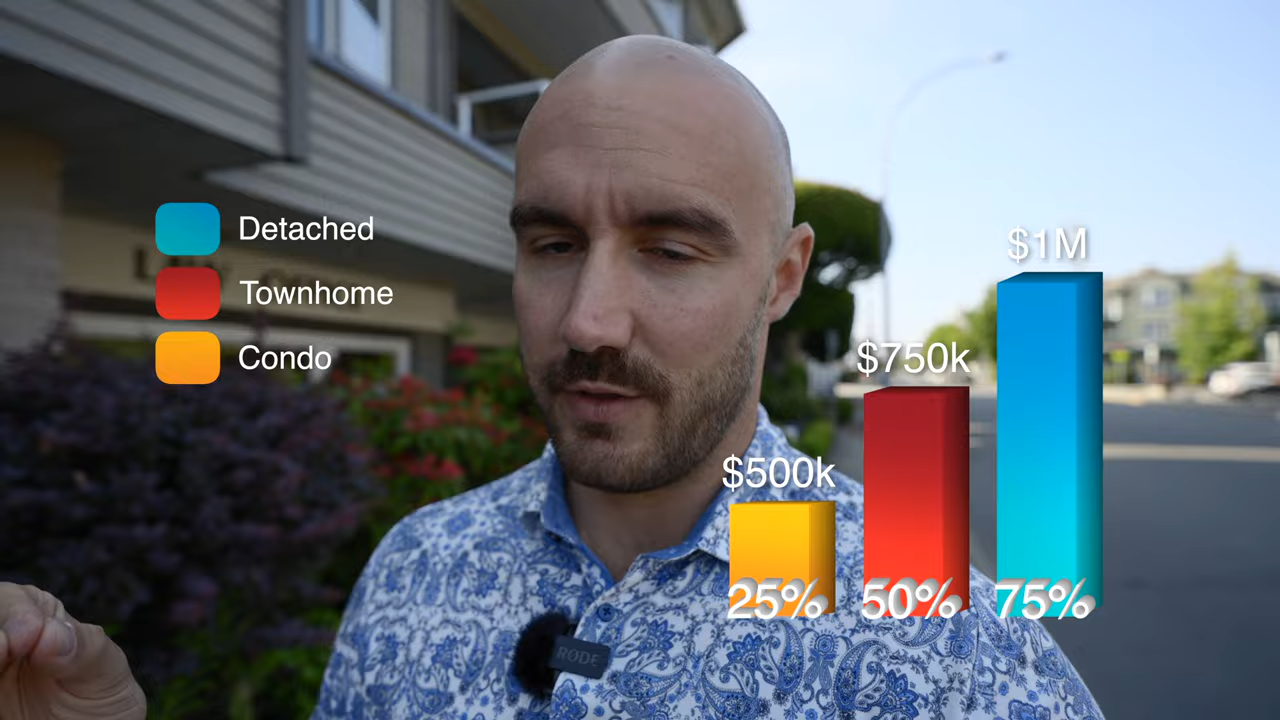 Detached
Townhome
Condo
$1M
$750k
$500k
25% 50% 75%
RØDE